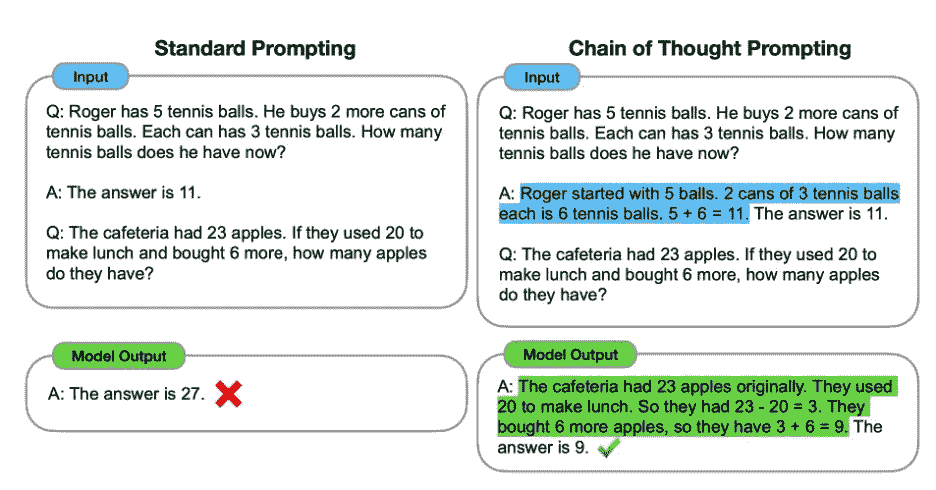 Standard Prompting
Input
Q: Roger has 5 tennis balls. He buys 2 more cans of
tennis balls. Each can has 3 tennis balls. How many
tennis balls does he have now?
A: The answer is 11.
Q: The cafeteria had 23 apples. If they used 20 to
make lunch and bought 6 more, how many apples
do they have?
Model Output
A: The answer is 27.
Chain of Thought Prompting
Input
Q: Roger has 5 tennis balls. He buys 2 more cans of
tennis balls. Each can has 3 tennis balls. How many
tennis balls does he have now?
A: Roger started with 5 balls. 2 cans of 3 tennis balls
each is 6 tennis balls. 5 + 6 = 11. The answer is 11.
Q: The cafeteria had 23 apples. If they used 20 to
make lunch and bought 6 more, how many apples
do they have?
Model Output
A: The cafeteria had 23 apples originally. They used
20 to make lunch. So they had 23 - 20 = 3. They
bought 6 more apples, so they have 3 + 6 = 9. The
answer is 9.